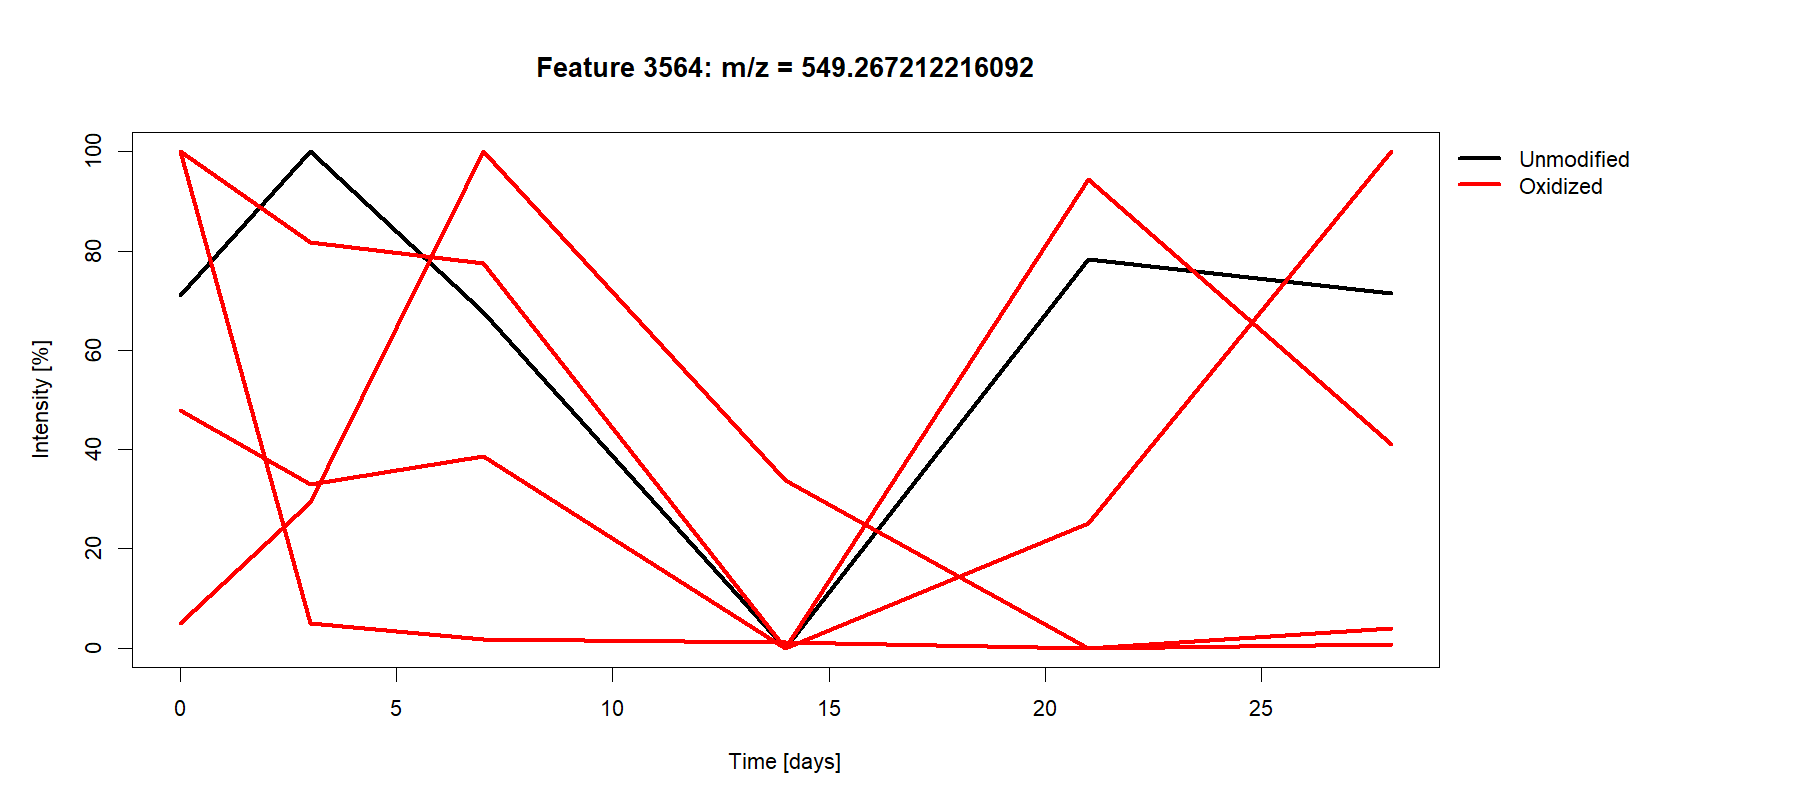 Feature 3564: m/z = 549.267212216092
100
80
60
40
20
0
Intensity [%]
0 5 10 15 20 25
Time [days]
Unmodified
Oxidized